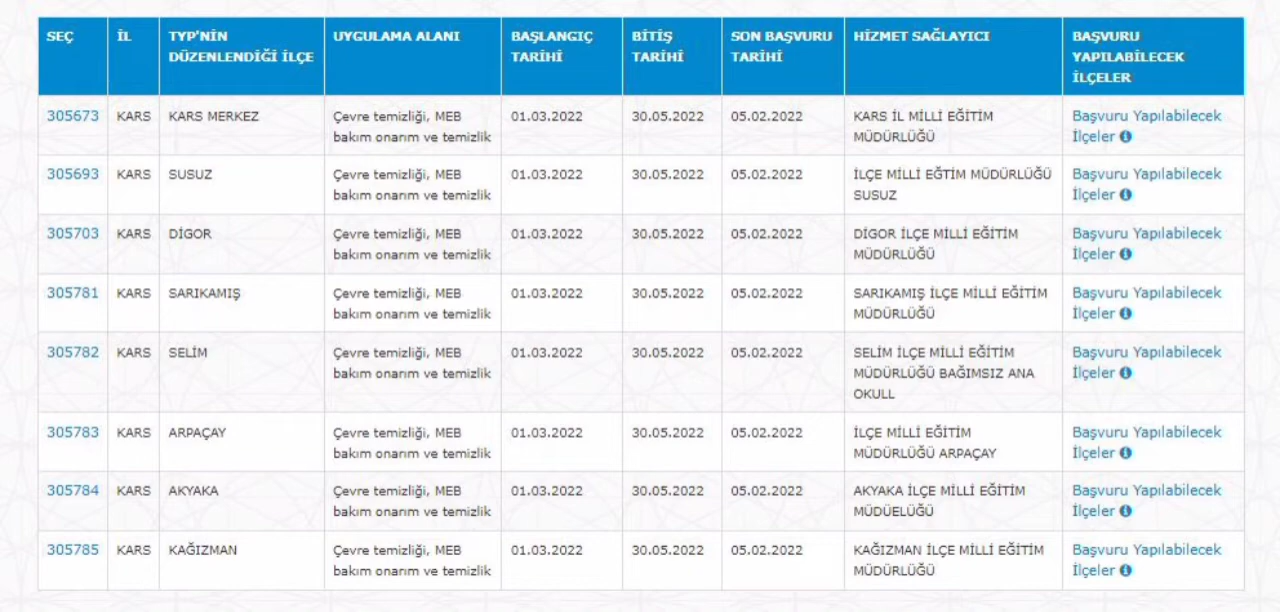 SEÇ İL TYP'NİN DÜZENLENDİĞİ İLÇE UYGULAMA ALANI BAŞLANGIÇ TARİHİ BİTİŞ TARİHİ SON BAŞVURU TARİHİ HİZMET SAĞLAYICI BAŞVURU YAPILABİLECEK İLÇELER
305673 KARS KARS MERKEZ Çevre temizliği, MEB 01.03.2022 30.05.2022 05.02.2022 KARS İL MİLLİ EĞİTİM Başvuru Yapılabilecek
bakım onarım ve temizlik MÜDÜRLÜĞÜ İlçeler
305693 KARS SUSUZ Çevre temizliği, MEB 01.03.2022 30.05.2022 05.02.2022 İLÇE MİLLİ EĞTİM MÜDÜRLÜĞÜ Başvuru Yapılabilecek
bakım onarım ve temizlik SUSUZ İlçeler
305703 KARS DİGOR Çevre temizliği, MEB 01.03.2022 30.05.2022 05.02.2022 DİGOR İLÇE MİLLİ EĞİTİM Başvuru Yapılabilecek
bakım onarım ve temizlik MÜDÜRLÜĞÜ İlçeler
305781 KARS SARIKAMIŞ Çevre temizliği, MEB 01.03.2022 30.05.2022 05.02.2022 SARIKAMIŞ İLÇE MİLLİ EĞİTİM Başvuru Yapılabilecek
bakım onarım ve temizlik MÜDÜRLÜĞÜ İlçeler
305782 KARS SELİM Çevre temizliği, MEB 01.03.2022 30.05.2022 05.02.2022 SELİM İLÇE MİLLİ EĞİTİM Başvuru Yapılabilecek
bakım onarım ve temizlik MÜDÜRLÜĞÜ BAĞIMSIZ ANA İlçeler
OKULL
305783 KARS ARPAÇAY Çevre temizliği, MEB 01.03.2022 30.05.2022 05.02.2022 İLÇE MİLLİ EĞİTİM Başvuru Yapılabilecek
bakım onarım ve temizlik MÜDÜRLÜĞÜ ARPAÇAY İlçeler
305784 KARS AKYAKA Çevre temizliği, MEB 01.03.2022 30.05.2022 05.02.2022 AKYAKA İLÇE MİLLİ EĞİTİM Başvuru Yapılabilecek
bakım onarım ve temizlik MÜDÜELÜĞÜ İlçeler
305785 KARS KAĞIZMAN Çevre temizliği, MEB 01.03.2022 30.05.2022 05.02.2022 KAĞIZMAN İLÇE MİLLİ EĞİTİM Başvuru Yapılabilecek
bakım onarım ve temizlik MÜDÜRLÜĞÜ İlçeler